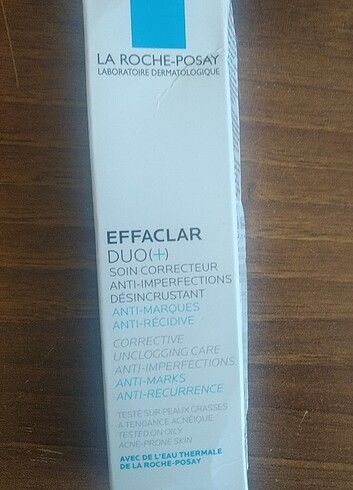 LA ROCHE-POSAY
LABORATOIRE DERMATOLOGIQUE
EFFACLAR
DUO(+)
SOIN CORRECTEUR
ANTI-IMPERFECTIONS
DÉSINCRUSTANT
ANTI-MARQUES
ANTI-RÉCIDIVE
CORRECTIVE
UNCLOGGING CARE
ANTI-IMPERFECTIONS
ANTI-MARKS
ANTI-RECURRENCE
TESTÉ SUR PEAUX GRASSES
À TENDANCE ACNÉIQUE
TESTED ON OILY
ACNE-PRONE SKIN
AVEC DE L'EAU THERMALE
DE LA ROCHE-POSAY